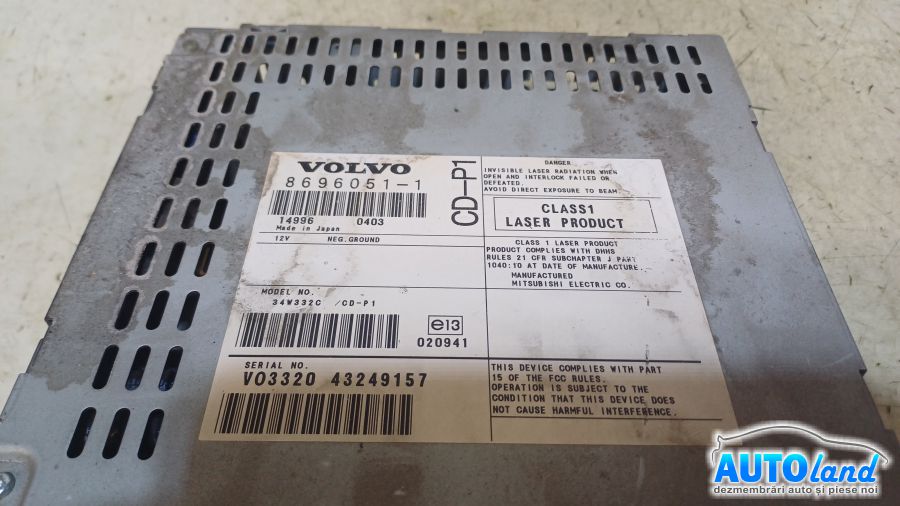 VOLVO
8696051-1
14996 0403
Made in Japan
12V NEG.GROUND
CD-P1
MODEL NO.
34W332C /CD-P1
e13
020941
SERIAL NO.
VO3320 43249157
DANGER
INVISIBLE LASER RADIATION WHEN
OPEN AND INTERLOCK FAILED OR
DEFEATED.
AVOID DIRECT EXPOSURE TO BEAM
CLASS1
LASER PRODUCT
CLASS 1 LASER PRODUCT
PRODUCT COMPLIES WITH DHHS
RULES 21 CFR SUBCHAPTER J PART
1040:10 AT DATE OF MANUFACTURE.
MANUFACTURED
MITSUBISHI ELECTRIC CO.
THIS DEVICE COMPLIES WITH PART
15 OF THE FCC RULES.
OPERATION IS SUBJECT TO THE
CONDITION THAT THIS DEVICE DOES
NOT CAUSE HARMFUL INTERFERENCE.
AUTOland
dezmembrări auto și piese noi